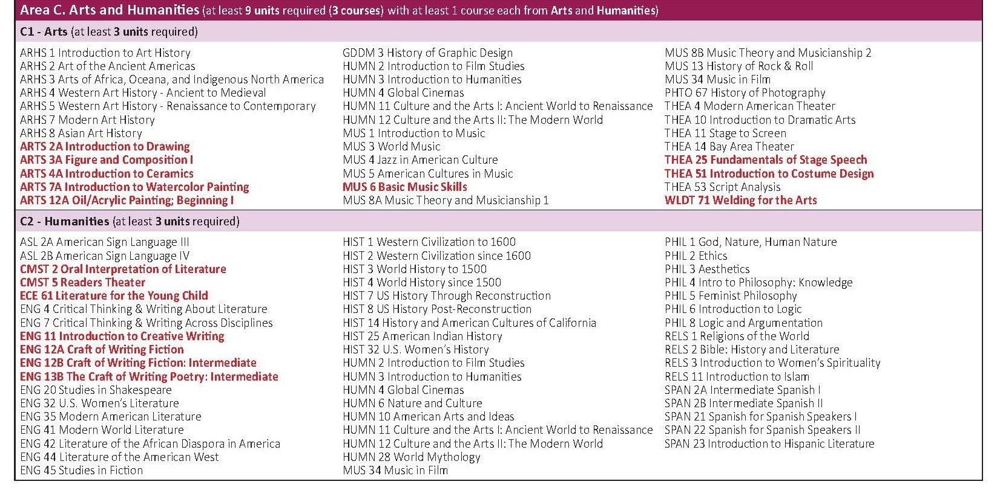 Area C. Arts and Humanities (at least 9 units required (3 courses) with at least 1 course each from Arts and Humanities)
C1 - Arts (at least 3 units required)
ARHS 1 Introduction to Art History
ARHS 2 Art of the Ancient Americas
ARHS 3 Arts of Africa, Oceana, and Indigenous North America
ARHS 4 Western Art History - Ancient to Medieval
ARHS 5 Western Art History - Renaissance to Contemporary
ARHS 7 Modern Art History
ARHS 8 Asian Art History
ARTS 2A Introduction to Drawing
ARTS 3A Figure and Composition I
ARTS 4A Introduction to Ceramics
ARTS 7A Introduction to Watercolor Painting
ARTS 12A Oil/Acrylic Painting; Beginning I
GDDM 3 History of Graphic Design
HUMN 2 Introduction to Film Studies
HUMN 3 Introduction to Humanities
HUMN 4 Global Cinemas
HUMN 11 Culture and the Arts I: Ancient World to Renaissance
HUMN 12 Culture and the Arts II: The Modern World
MUS 1 Introduction to Music
MUS 3 World Music
MUS 4 Jazz in American Culture
MUS 5 American Cultures in Music
MUS 6 Basic Music Skills
MUS 8A Music Theory and Musicianship 1
MUS 8B Music Theory and Musicianship 2
MUS 13 History of Rock & Roll
MUS 34 Music in Film
PHTO 67 History of Photography
THEA 4 Modern American Theater
THEA 10 Introduction to Dramatic Arts
THEA 11 Stage to Screen
THEA 14 Bay Area Theater
THEA 25 Fundamentals of Stage Speech
THEA 51 Introduction to Costume Design
THEA 53 Script Analysis
WLDT 71 Welding for the Arts
C2 - Humanities (at least 3 units required)
ASL 2A American Sign Language III
ASL 2B American Sign Language IV
CMST 2 Oral Interpretation of Literature
CMST 5 Readers Theater
ECE 61 Literature for the Young Child
ENG 4 Critical Thinking & Writing About Literature
ENG 7 Critical Thinking & Writing Across Disciplines
ENG 11 Introduction to Creative Writing
ENG 12A Craft of Writing Fiction
ENG 12B Craft of Writing Fiction: Intermediate
ENG 13B The Craft of Writing Poetry: Intermediate
ENG 20 Studies in Shakespeare
ENG 32 U.S. Women's Literature
ENG 35 Modern American Literature
ENG 41 Modern World Literature
ENG 42 Literature of the African Diaspora in America
ENG 44 Literature of the American West
ENG 45 Studies in Fiction
HIST 1 Western Civilization to 1600
HIST 2 Western Civilization since 1600
HIST 3 World History to 1500
HIST 4 World History since 1500
HIST 7 US History Through Reconstruction
HIST 8 US History Post-Reconstruction
HIST 14 History and American Cultures of California
HIST 25 American Indian History
HIST 32 U.S. Women's History
HUMN 2 Introduction to Film Studies
HUMN 3 Introduction to Humanities
HUMN 4 Global Cinemas
HUMN 6 Nature and Culture
HUMN 10 American Arts and Ideas
HUMN 11 Culture and the Arts I: Ancient World to Renaissance
HUMN 12 Culture and the Arts II: The Modern World
HUMN 28 World Mythology
MUS 34 Music in Film
PHIL 1 God, Nature, Human Nature
PHIL 2 Ethics
PHIL 3 Aesthetics
PHIL 4 Intro to Philosophy: Knowledge
PHIL 5 Feminist Philosophy
PHIL 6 Introduction to Logic
PHIL 8 Logic and Argumentation
RELS 1 Religions of the World
RELS 2 Bible: History and Literature
RELS 3 Introduction to Women's Spirituality
RELS 11 Introduction to Islam
SPAN 2A Intermediate Spanish I
SPAN 2B Intermediate Spanish II
SPAN 21 Spanish for Spanish Speakers I
SPAN 22 Spanish for Spanish Speakers II
SPAN 23 Introduction to Hispanic Literature